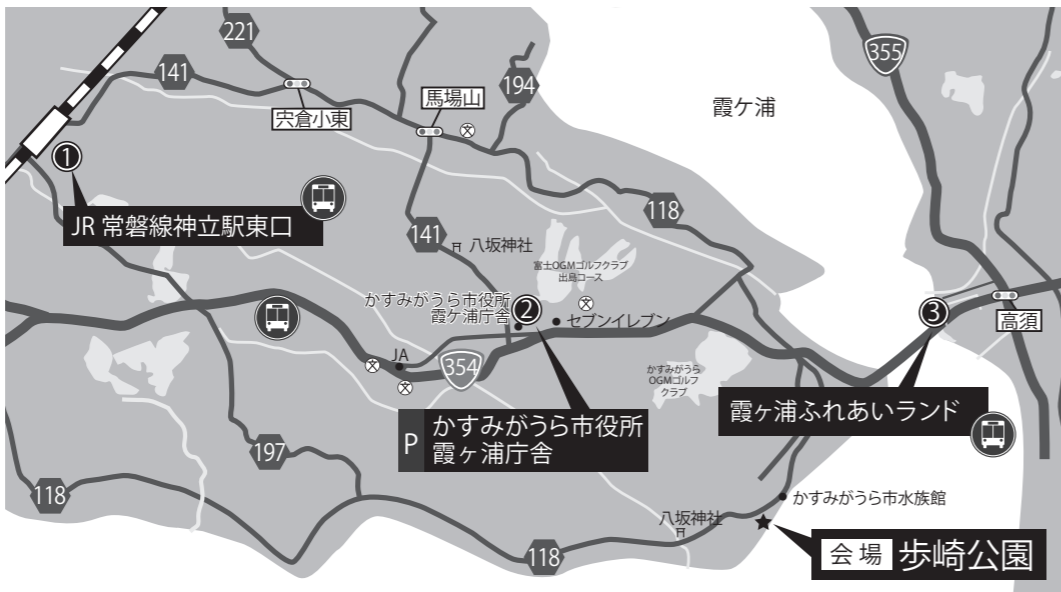 221
141
宍倉小東
馬場山
194
霞ケ浦
355
1
JR 常磐線神立駅東口
118
141
八坂神社
富士OGMゴルフクラブ
出島コース
かすみがうら市役所
霞ケ浦庁舎
2
セブンイレブン
3
高須
JA
354
かすみがうら
OGMゴルフ
クラブ
霞ヶ浦ふれあいランド
P
かすみがうら市役所
霞ヶ浦庁舎
197
118
かすみがうら市水族館
八坂神社
118
会場 歩崎公園